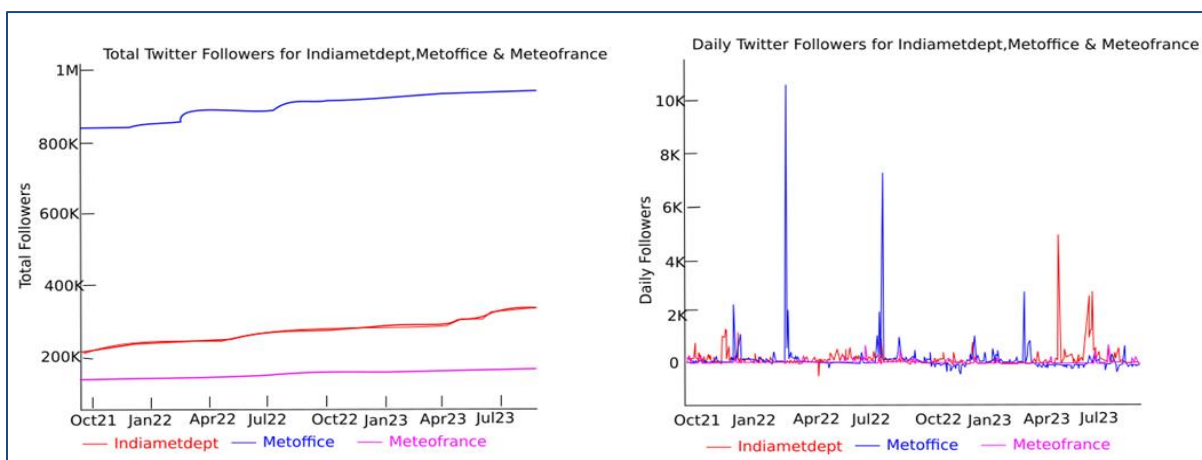 Total Twitter Followers for Indiametdept,Metoffice & Meteofrance
1M
800K
600K
400K
200K
Total Followers
Oct21 Jan22 Apr22 Jul22 Oct22 Jan23 Apr23 Jul23
Indiametdept Metoffice Meteofrance
Daily Twitter Followers for Indiametdept,Metoffice & Meteofrance
10K
8K
6K
4K
2K
0
Daily Followers
Oct21 Jan22 Apr22 Jul22 Oct22 Jan23 Apr23 Jul23
Indiametdept Metoffice Meteofrance